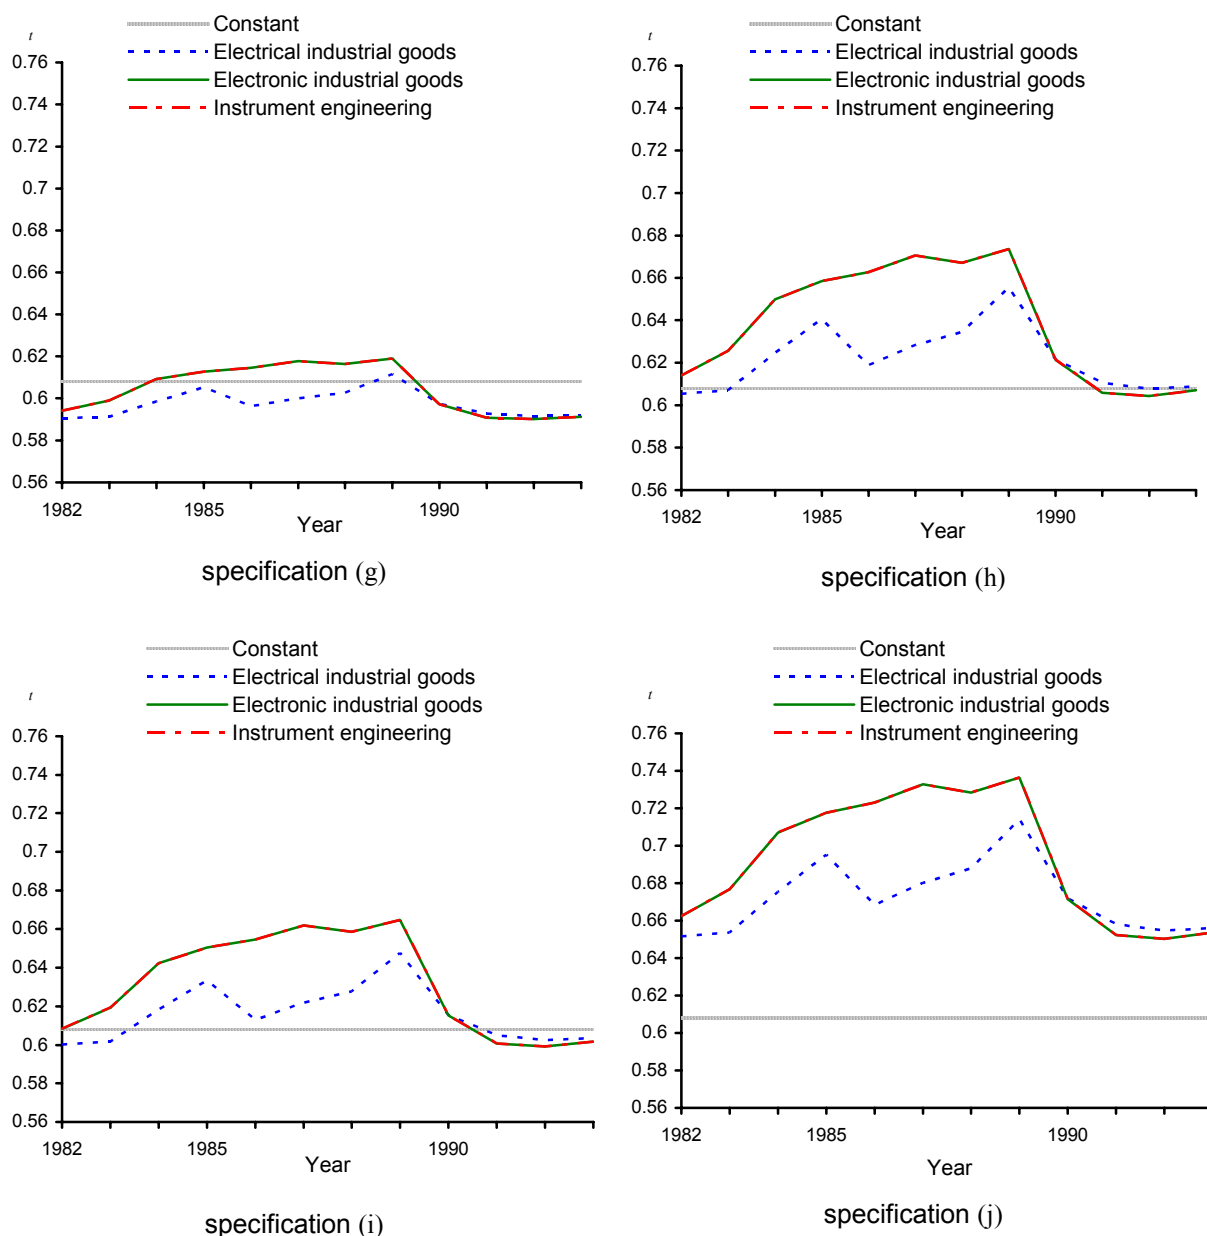 Constant
Electrical industrial goods
Electronic industrial goods
Instrument engineering
t
0.76
0.74
0.72
0.7
0.68
0.66
0.64
0.62
0.6
0.58
0.56
1982
1985
1990
Year
specification (g)
Constant
Electrical industrial goods
Electronic industrial goods
Instrument engineering
t
0.76
0.74
0.72
0.7
0.68
0.66
0.64
0.62
0.6
0.58
0.56
1982
1985
1990
Year
specification (h)
Constant
Electrical industrial goods
Electronic industrial goods
Instrument engineering
t
0.76
0.74
0.72
0.7
0.68
0.66
0.64
0.62
0.6
0.58
0.56
1982
1985
1990
Year
specification (i)
Constant
Electrical industrial goods
Electronic industrial goods
Instrument engineering
t
0.76
0.74
0.72
0.7
0.68
0.66
0.64
0.62
0.6
0.58
0.56
1982
1985
1990
Year
specification (j)